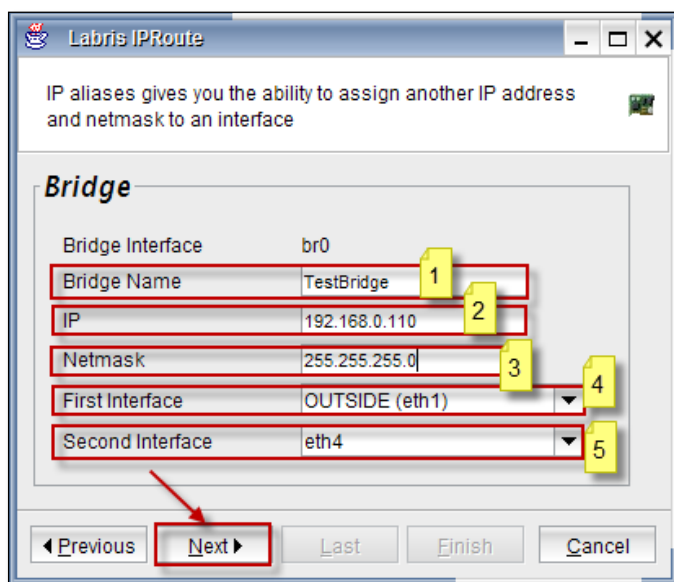 Labris IPRoute
IP aliases gives you the ability to assign another IP address
and netmask to an interface
Bridge
Bridge Interface br0
Bridge Name TestBridge 1
IP 192.168.0.110 2
Netmask 255.255.255.0 3
First Interface OUTSIDE (eth1) 4
Second Interface eth4 5
Previous Next Last Finish Cancel